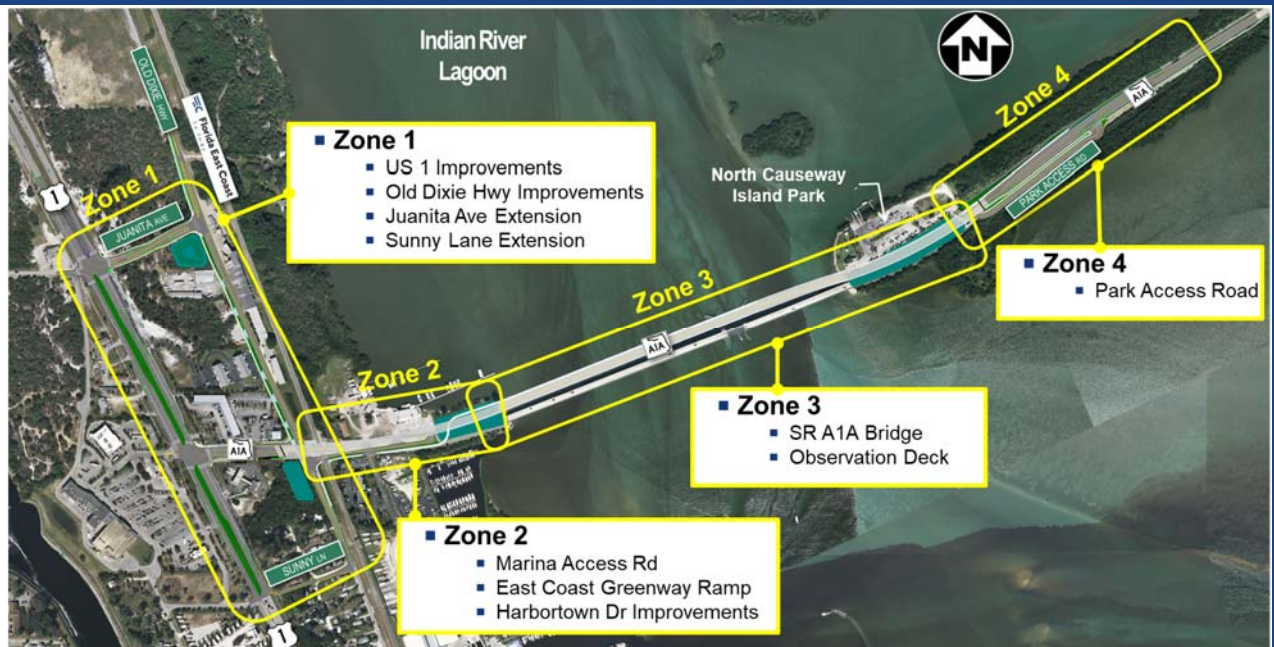 Indian River
Lagoon
N
OLD DIXIE HWY
Florida East Coast
RAILWAY
Zone 1
US 1 Improvements
Old Dixie Hwy Improvements
Juanita Ave Extension
Sunny Lane Extension
1
Zone 1
JUANITA AVE
Zone 4
A1A
North Causeway
Island Park
PARK ACCESS RD
Zone 4
Park Access Road
Zone 3
A1A
Zone 2
A1A
Zone 3
SR A1A Bridge
Observation Deck
SUNNY LN
Zone 2
Marina Access Rd
East Coast Greenway Ramp
Harbortown Dr Improvements
1